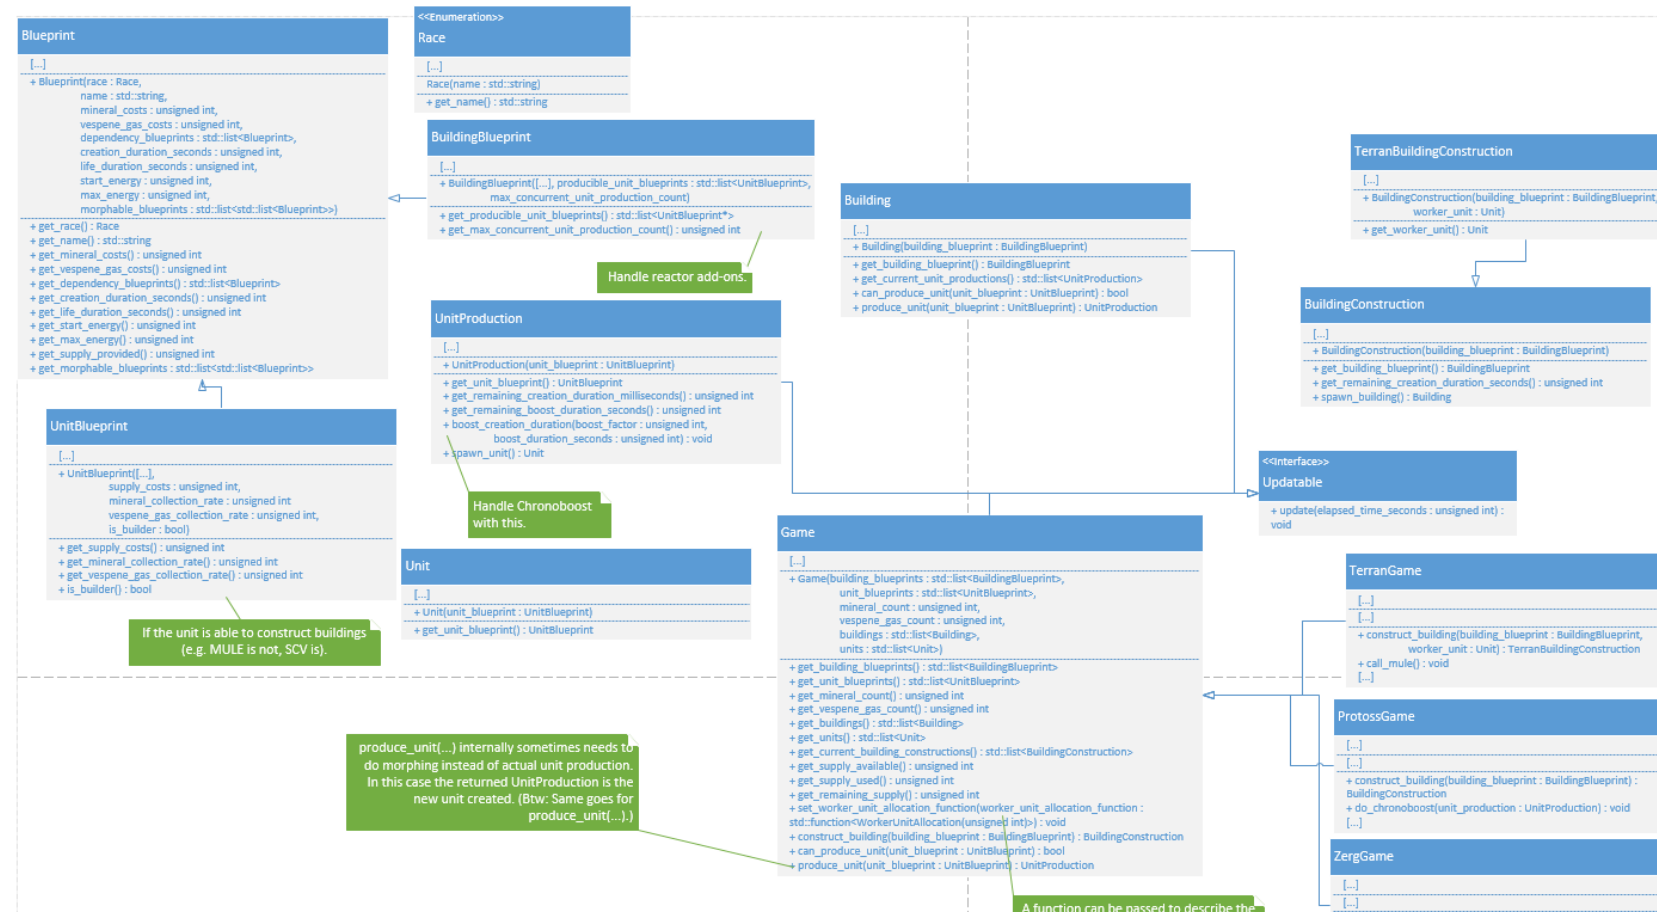 Blueprint
[...]
+ Blueprint(race : Race,
name : std::string,
mineral_costs : unsigned int,
vespene_gas_costs : unsigned int,
dependency_blueprints : std::list<Blueprint>,
creation_duration_seconds : unsigned int,
life_duration_seconds : unsigned int,
start_energy : unsigned int,
max_energy : unsigned int,
morphable_blueprints : std::list<std::list<Blueprint>>)
+ get_race() : Race
+ get_name() : std::string
+ get_mineral_costs() : unsigned int
+ get_vespene_gas_costs() : unsigned int
+ get_dependency_blueprints() : std::list<Blueprint>
+ get_creation_duration_seconds() : unsigned int
+ get_life_duration_seconds() : unsigned int
+ get_start_energy() : unsigned int
+ get_max_energy() : unsigned int
+ get_supply_provided() : unsigned int
+ get_morphable_blueprints : std::list<std::list<Blueprint>>
<<Enumeration>>
Race
[...]
Race(name : std::string)
+ get_name() : std::string
BuildingBlueprint
[...]
+ BuildingBlueprint([...], producible_unit_blueprints : std::list<UnitBlueprint>,
max_concurrent_unit_production_count)
+ get_producible_unit_blueprints() : std::list<UnitBlueprint*>
+ get_max_concurrent_unit_production_count() : unsigned int
Handle reactor add-ons.
UnitProduction
[...]
+ UnitProduction(unit_blueprint : UnitBlueprint)
+ get_unit_blueprint() : UnitBlueprint
+ get_remaining_creation_duration_milliseconds() : unsigned int
+ get_remaining_boost_duration_seconds() : unsigned int
+ boost_creation_duration(boost_factor : unsigned int,
boost_duration_seconds : unsigned int) : void
+ spawn_unit() : Unit
Handle Chronoboost
with this.
UnitBlueprint
[...]
+ UnitBlueprint([...],
supply_costs : unsigned int,
mineral_collection_rate : unsigned int
vespene_gas_collection_rate : unsigned int,
is_builder : bool)
+ get_supply_costs() : unsigned int
+ get_mineral_collection_rate() : unsigned int
+ get_vespene_gas_collection_rate() : unsigned int
+ is_builder() : bool
If the unit is able to construct buildings
(e.g. MULE is not, SCV is).
Unit
[...]
+ Unit(unit_blueprint : UnitBlueprint)
+ get_unit_blueprint() : UnitBlueprint
Building
[...]
+ Building(building_blueprint : BuildingBlueprint)
+ get_building_blueprint() : BuildingBlueprint
+ get_current_unit_productions() : std::list<UnitProduction>
+ can_produce_unit(unit_blueprint : UnitBlueprint) : bool
+ produce_unit(unit_blueprint : UnitBlueprint) : UnitProduction
TerranBuildingConstruction
[...]
+ BuildingConstruction(building_blueprint : BuildingBlueprint,
worker_unit : Unit)
+ get_worker_unit() : Unit
BuildingConstruction
[...]
+ BuildingConstruction(building_blueprint : BuildingBlueprint)
+ get_building_blueprint() : BuildingBlueprint
+ get_remaining_creation_duration_seconds() : unsigned int
+ spawn_building() : Building
<<Interface>>
Updatable
+ update(elapsed_time_seconds : unsigned int) :
void
Game
[...]
+ Game(building_blueprints : std::list<BuildingBlueprint>,
unit_blueprints : std::list<UnitBlueprint>,
mineral_count : unsigned int,
vespene_gas_count : unsigned int,
buildings : std::list<Building>,
units : std::list<Unit>)
+ get_building_blueprints() : std::list<BuildingBlueprint>
+ get_unit_blueprints() : std::list<UnitBlueprint>
+ get_mineral_count() : unsigned int
+ get_vespene_gas_count() : unsigned int
+ get_buildings() : std::list<Building>
+ get_units() : std::list<Unit>
+ get_current_building_constructions() : std::list<BuildingConstruction>
+ get_supply_available() : unsigned int
+ get_supply_used() : unsigned int
+ get_remaining_supply() : unsigned int
+ set_worker_unit_allocation_function(worker_unit_allocation_function :
std::function<WorkerUnitAllocation(unsigned int)>) : void
+ construct_building(building_blueprint : BuildingBlueprint) : BuildingConstruction
+ can_produce_unit(unit_blueprint : UnitBlueprint) : bool
+ produce_unit(unit_blueprint : UnitBlueprint) : UnitProduction
produce_unit(...) internally sometimes needs to
do morphing instead of actual unit production.
In this case the returned UnitProduction is the
new unit created. (Btw: Same goes for
produce_unit(...).)
TerranGame
[...]
[...]
+ construct_building(building_blueprint : BuildingBlueprint,
worker_unit : Unit) : TerranBuildingConstruction
+ call_mule() : void
[...]
ProtossGame
[...]
[...]
+ construct_building(building_blueprint : BuildingBlueprint) :
BuildingConstruction
+ do_chronoboost(unit_production : UnitProduction) : void
[...]
ZergGame
[...]
[...]
A function can be passed to describe the